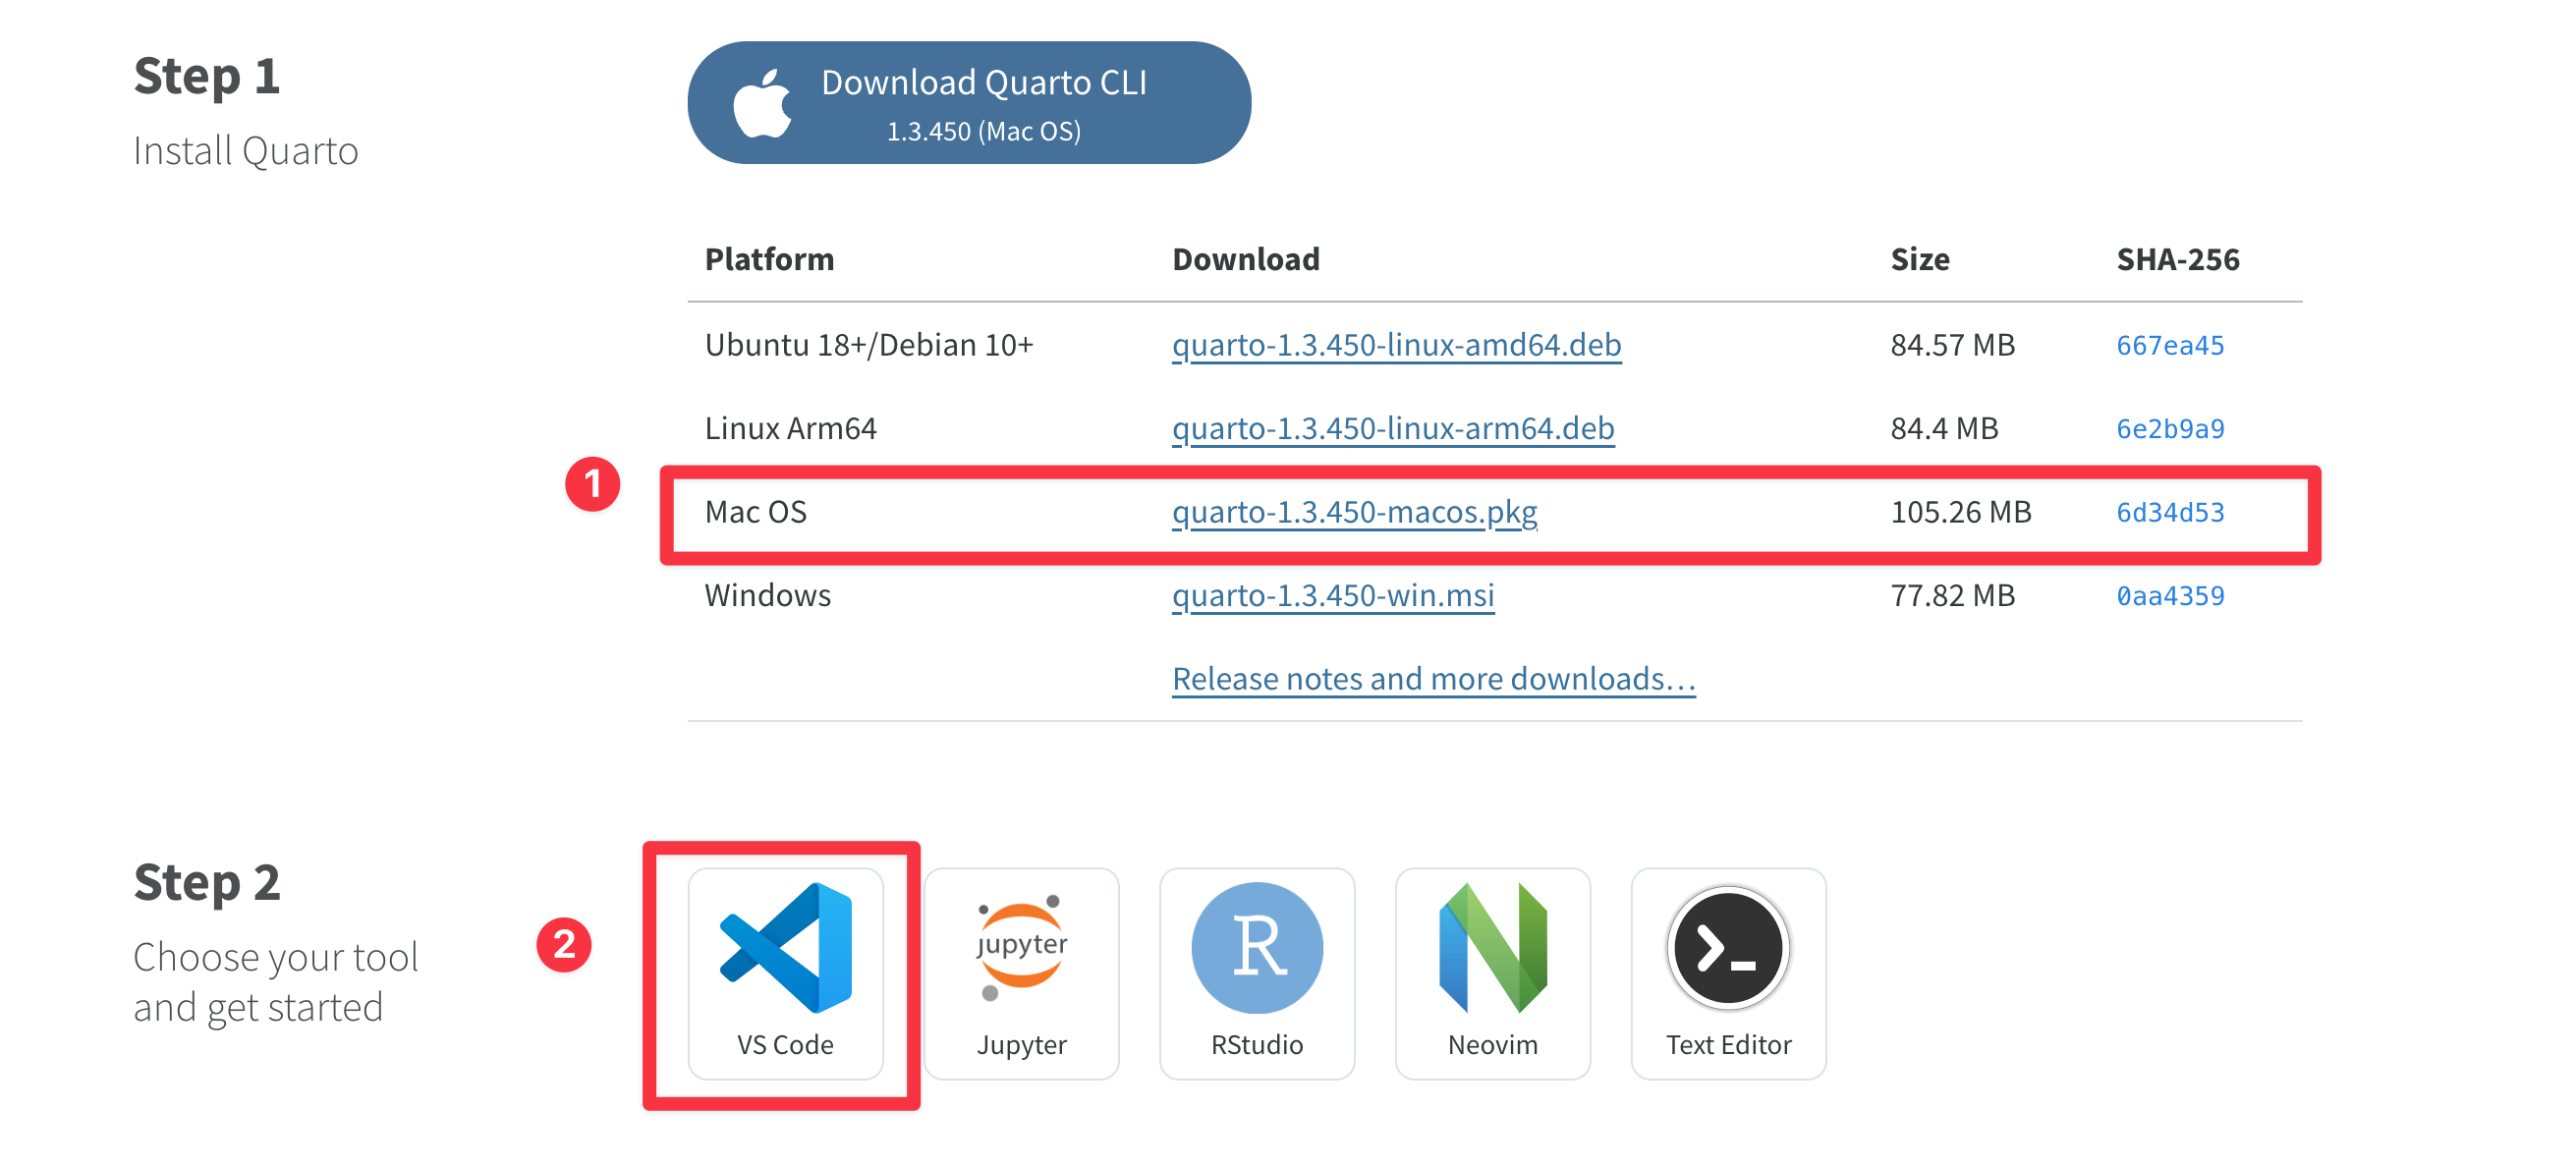 Step 1
Install Quarto
Download Quarto CLI
1.3.450 (Mac OS)
Platform Download Size SHA-256
Ubuntu 18+/Debian 10+ quarto-1.3.450-linux-amd64.deb 84.57 MB 667ea45
Linux Arm64 quarto-1.3.450-linux-arm64.deb 84.4 MB 6e2b9a9
1
Mac OS quarto-1.3.450-macos.pkg 105.26 MB 6d34d53
Windows quarto-1.3.450-win.msi 77.82 MB 0aa4359
Release notes and more downloads…
Step 2
Choose your tool
and get started
2
jupyter
R
VS Code Jupyter RStudio Neovim Text Editor